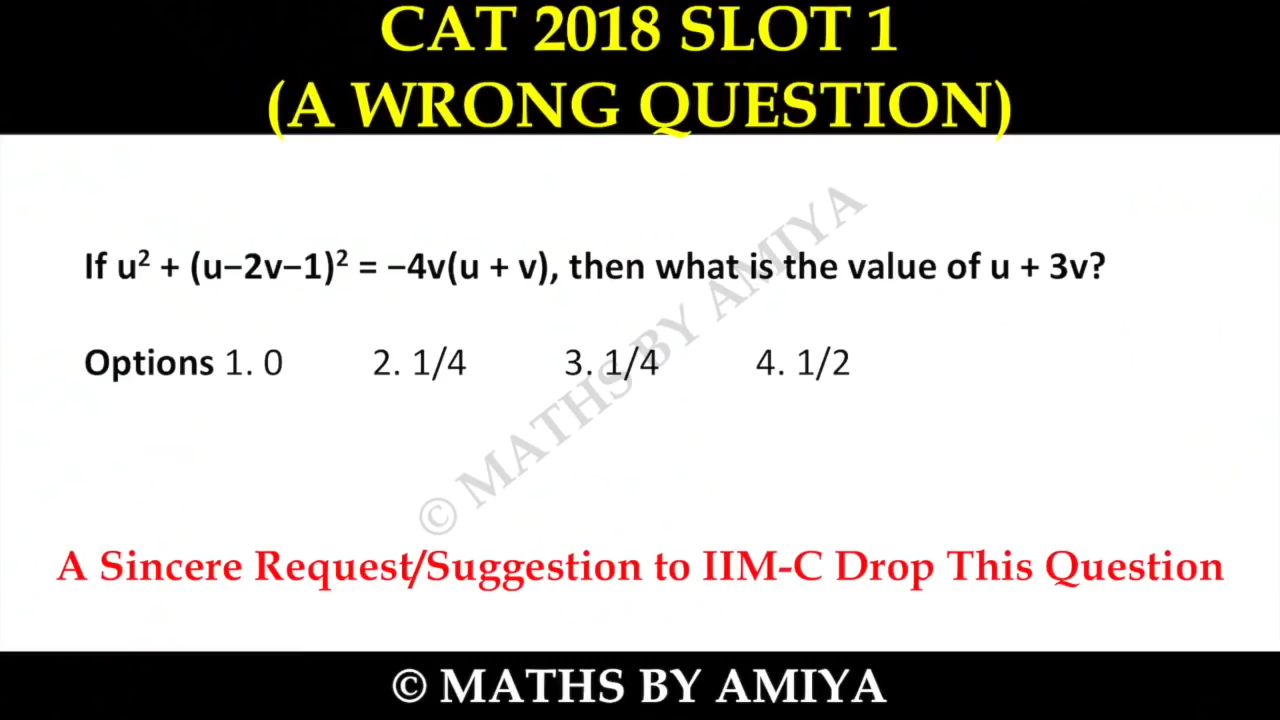 CAT 2018 SLOT 1
(A WRONG QUESTION)
If u² + (u−2v−1)² = −4v(u + v), then what is the value of u + 3v?
Options 1. 0 2. 1/4 3. 1/4 4. 1/2
© MATHS BY AMIYA
A Sincere Request/Suggestion to IIM-C Drop This Question
© MATHS BY AMIYA